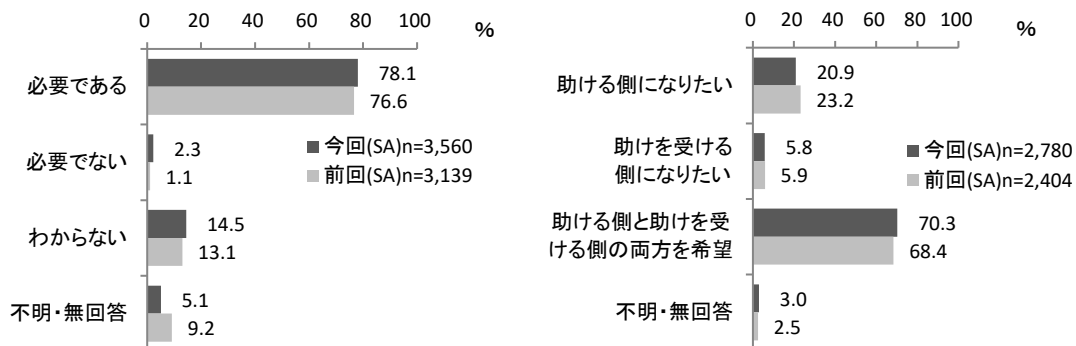 0 20 40 60 80 100
%
必要である
78.1
76.6
必要でない
2.3
1.1
わからない
14.5
13.1
不明・無回答
5.1
9.2
■今回(SA)n=3,560
■前回(SA)n=3,139
0 20 40 60 80 100
%
助ける側になりたい
20.9
23.2
助けを受ける
側になりたい
5.8
5.9
助ける側と助けを受
ける側の両方を希望
70.3
68.4
不明・無回答
3.0
2.5
■今回(SA)n=2,780
■前回(SA)n=2,404